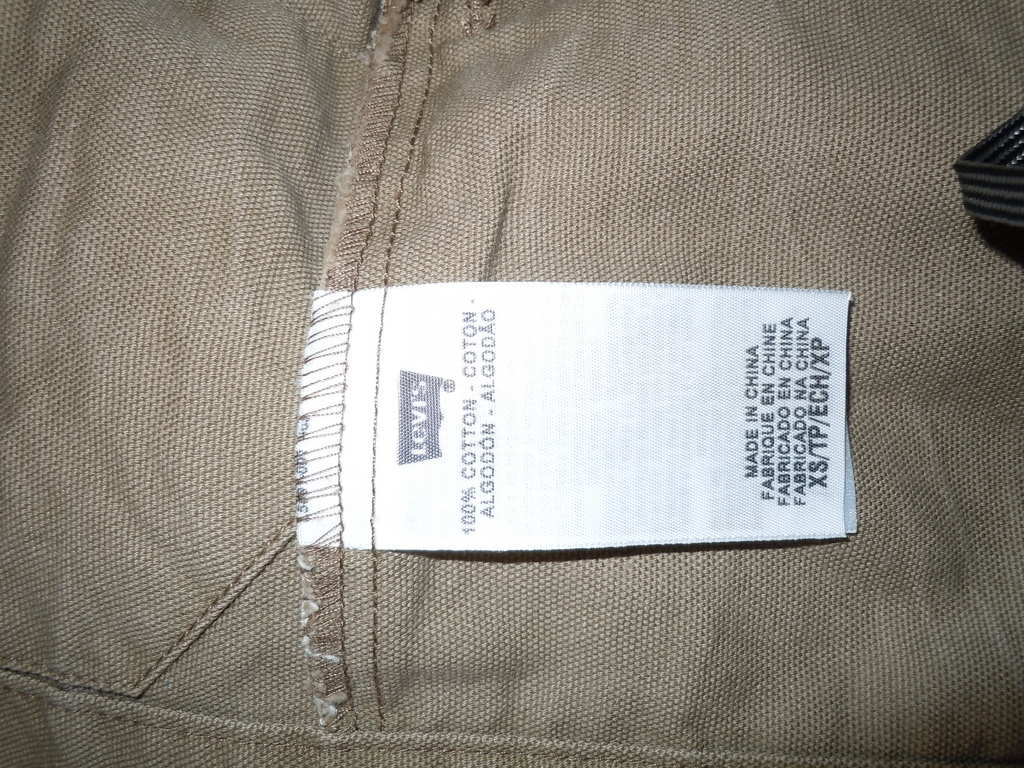 Levi's®
100% COTTON - COTON -
ALGODÓN - ALGODÃO
MADE IN CHINA
FABRIQUE EN CHINE
FABRICADO EN CHINA
FABRICADO NA CHINA
XS/TP/ECH/XP